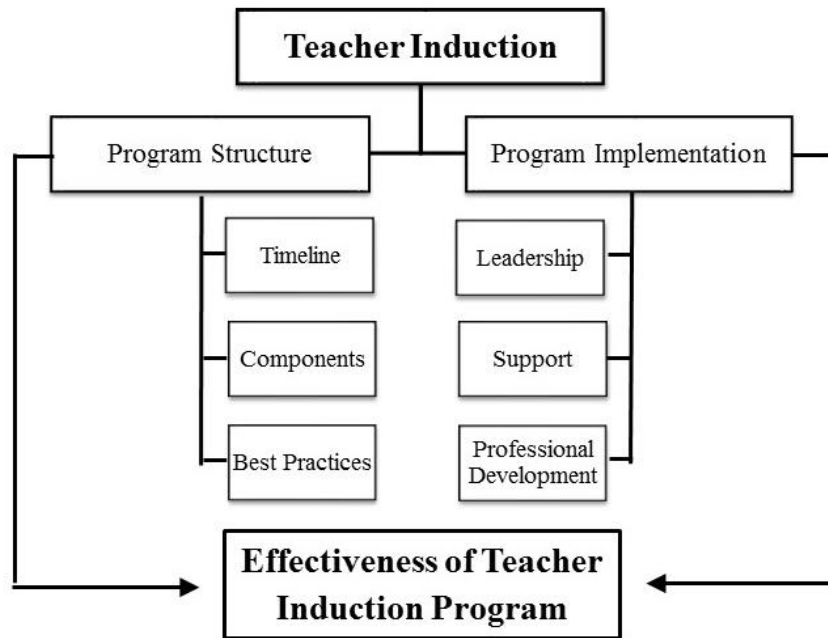 Teacher Induction
Program Structure
Program Implementation
Timeline
Components
Best Practices
Leadership
Support
Professional
Development
Effectiveness of Teacher
Induction Program